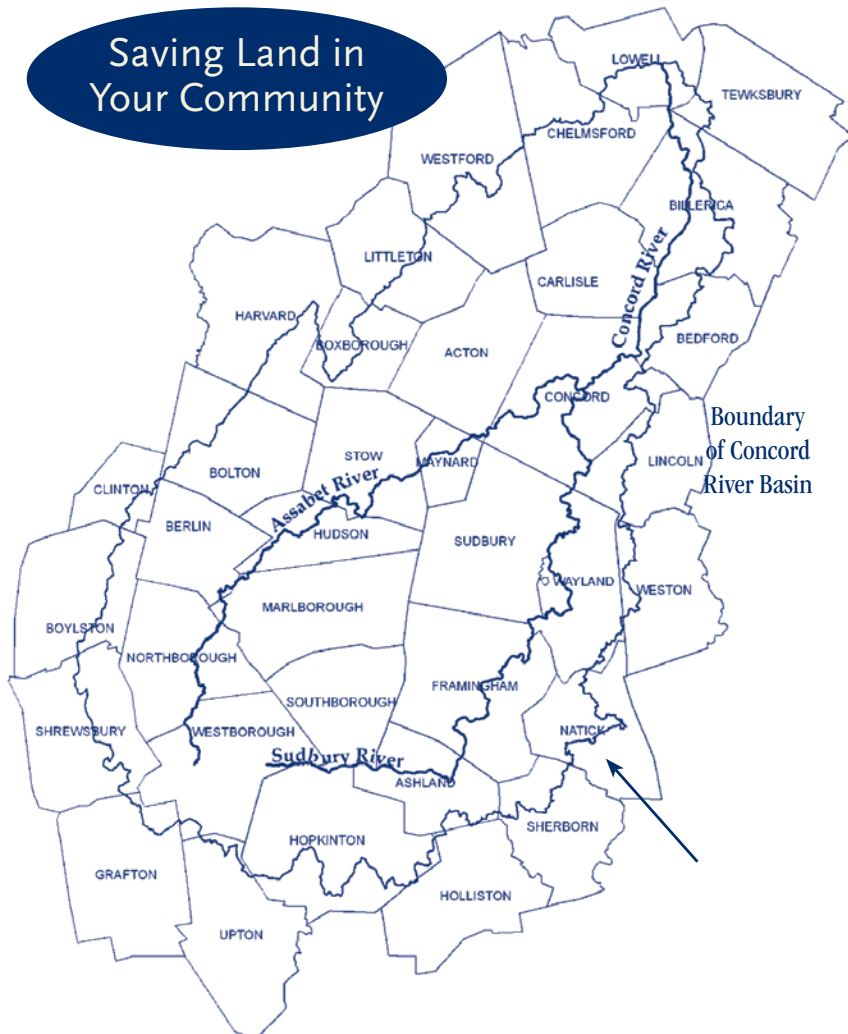 Saving Land in
Your Community
LOWELL
TEWKSBURY
CHELMSFORD
WESTFORD
BILLERICA
LITTLETON
CARLISLE
Concord River
HARVARD
BOXBOROUGH
ACTON
BEDFORD
CONCORD
Boundary
of Concord
River Basin
STOW
MAYNARD
LINCOLN
BOLTON
CLINTON
Assabet River
BERLIN
HUDSON
SUDBURY
WAYLAND
WESTON
MARLBOROUGH
BOYLSTON
NORTHBOROUGH
FRAMINGHAM
SOUTHBOROUGH
SHREWSBURY
WESTBOROUGH
NATICK
Sudbury River
ASHLAND
SHERBORN
HOPKINTON
GRAFTON
HOLLISTON
UPTON